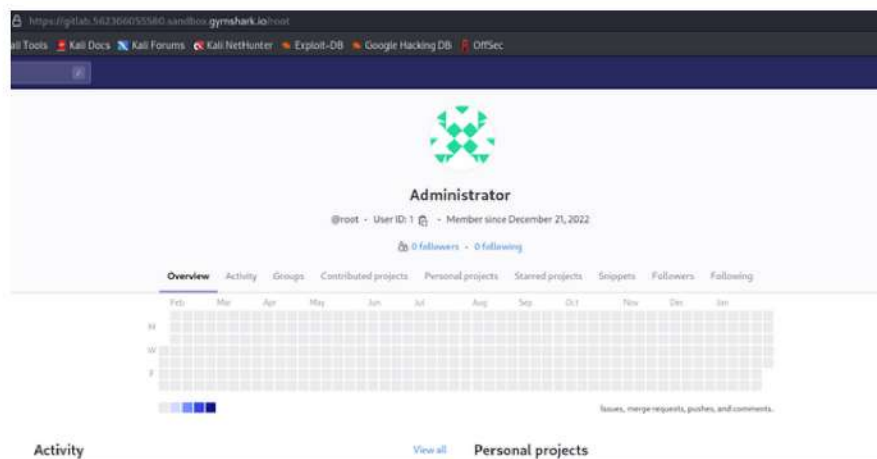 https://gitlab.562366055580.sandbox.gymshark.io/root
ali Tools Kali Docs Kali Forums Kali NetHunter Exploit-DB Google Hacking DB OffSec
Administrator
@root - User ID: 1 - Member since December 21, 2022
0 followers - 0 following
Overview Activity Groups Contributed projects Personal projects Starred projects Snippets Followers Following
Feb Mar Apr May Jun Jul Aug Sep Oct Nov Dec Jan
M
W
F
Issues, merge requests, pushes, and comments.
Activity View all Personal projects